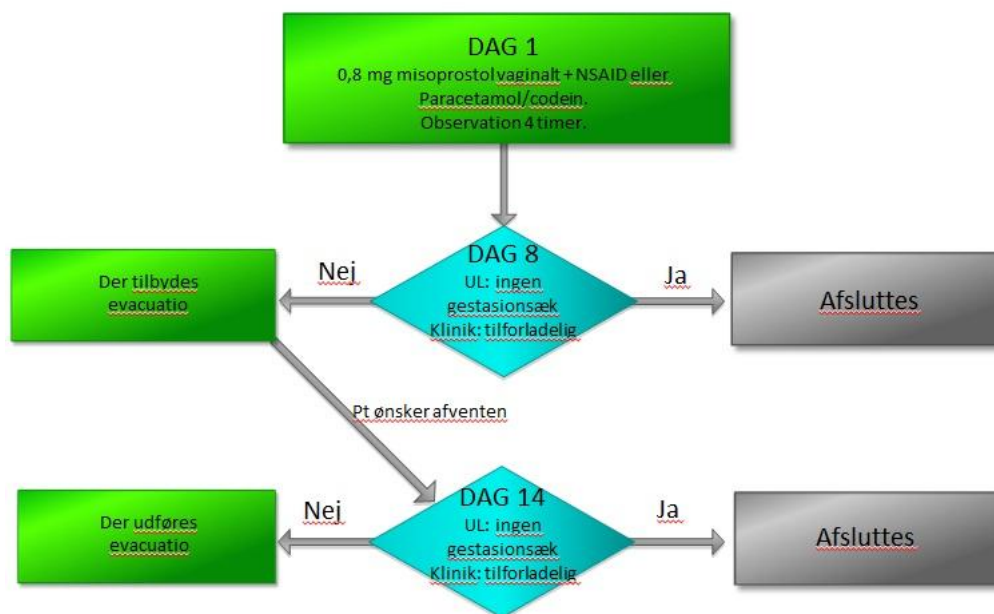 DAG 1
0,8 mg misoprostol vaginalt + NSAID eller
Paracetamol/codein.
Observation 4 timer.
Der tilbydes
evacuatio
Nej
DAG 8
UL: ingen
gestasionsæk
Klinik: tilforladelig
Ja
Afsluttes
Pt ønsker afventen
Der udføres
evacuatio
Nej
DAG 14
UL: ingen
gestasionsæk
Klinik: tilforladelig
Ja
Afsluttes